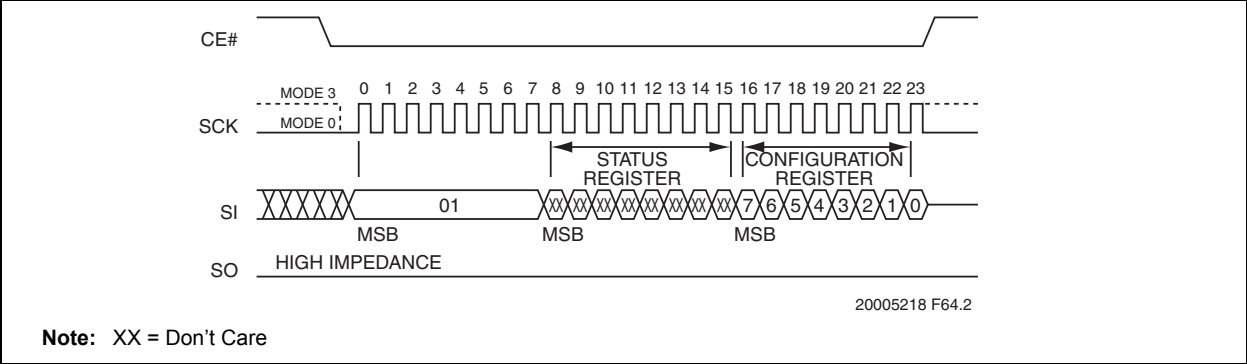 CE#
MODE 3
0 1 2 3 4 5 6 7 8 9 10 11 12 13 14 15 16 17 18 19 20 21 22 23
SCK
MODE 0
STATUS REGISTER
CONFIGURATION REGISTER
SI
01
XX XX XX XX XX XX XX XX 7 6 5 4 3 2 1 0
MSB MSB MSB
SO
HIGH IMPEDANCE
20005218 F64.2
Note: XX = Don't Care